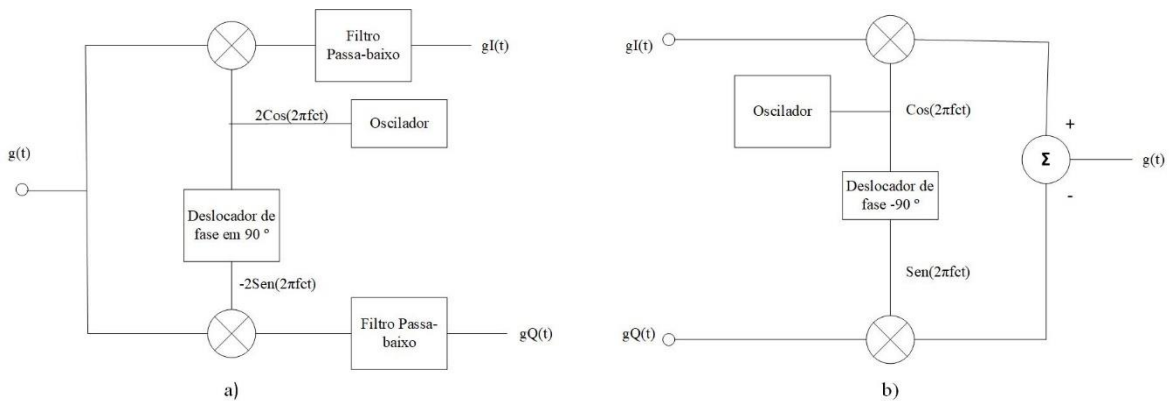 Filtro
Passa-baixo
gI(t)
2Cos(2πfct)
Oscilador
g(t)
Deslocador de
fase em 90 º
-2Sen(2πfct)
Filtro Passa-
baixo
gQ(t)
a)
gI(t)
Oscilador
Cos(2πfct)
+
Σ
g(t)
-
Deslocador de
fase -90 º
Sen(2πfct)
gQ(t)
b)